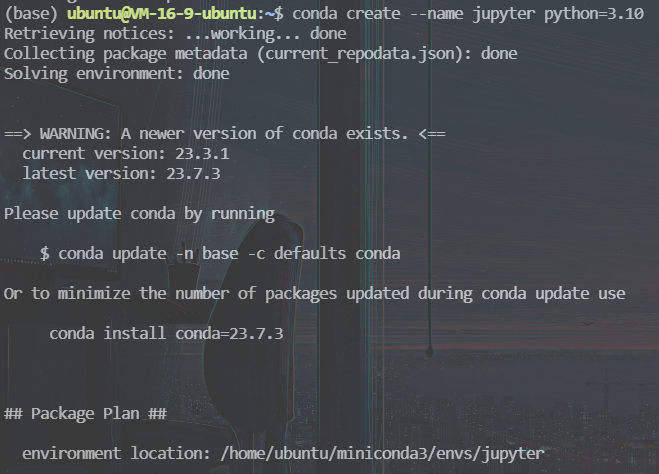 (base) ubuntu@VM-16-9-ubuntu:~$ conda create --name jupyter python=3.10
Retrieving notices: ...working... done
Collecting package metadata (current_repodata.json): done
Solving environment: done
==> WARNING: A newer version of conda exists. <==
  current version: 23.3.1
  latest version: 23.7.3
Please update conda by running
    $ conda update -n base -c defaults conda
Or to minimize the number of packages updated during conda update use
     conda install conda=23.7.3
## Package Plan ##
  environment location: /home/ubuntu/miniconda3/envs/jupyter